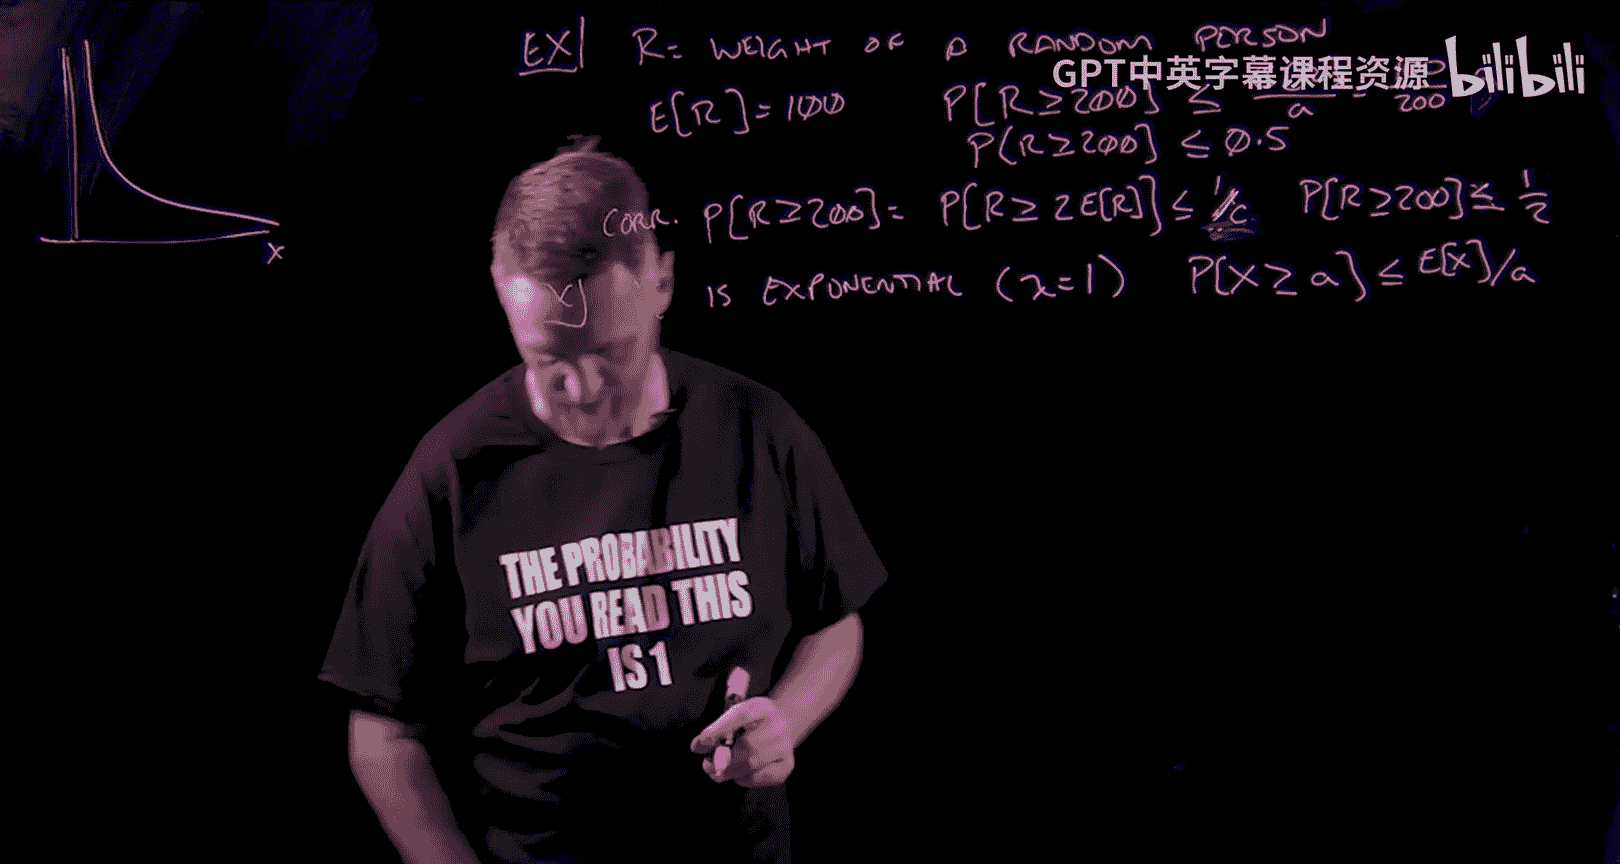 EX| R= WEIGHT OF A RANDOM PERSON
GPT中英字幕课程资源 bilibili
E[R]=100 P[R≥200] ≤ /a = /200
P[R≥200] ≤ 0.5
CORR. P[R≥200]= P[R≥2E[R]] ≤ 1/c P[R≥200] ≤ 1/2
X IS EXPONENTIAL (λ=1) P[X≥a] ≤ E[X]/a
x
THE PROBABILITY
YOU READ THIS
IS 1